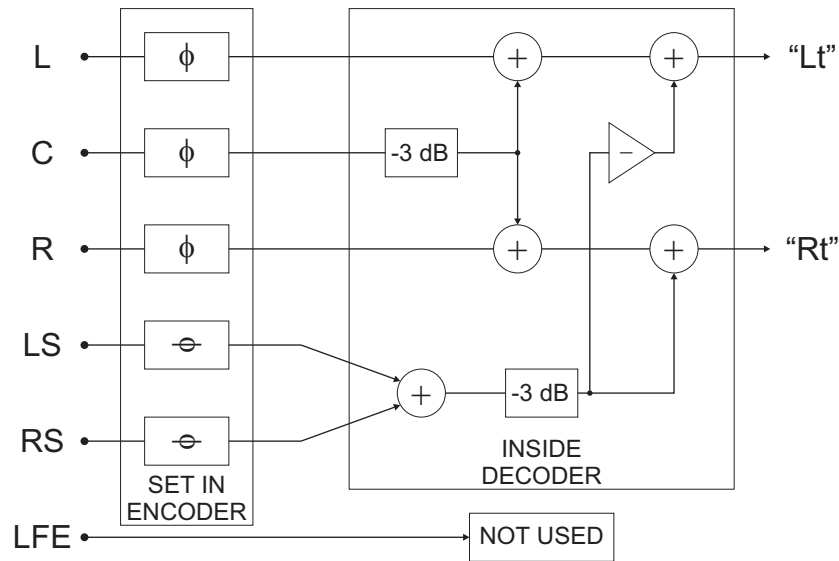 L
ϕ
“Lt”
C
ϕ
-3 dB
R
ϕ
“Rt”
LS
ϕ
-3 dB
RS
ϕ
SET IN
ENCODER
INSIDE
DECODER
LFE
NOT USED